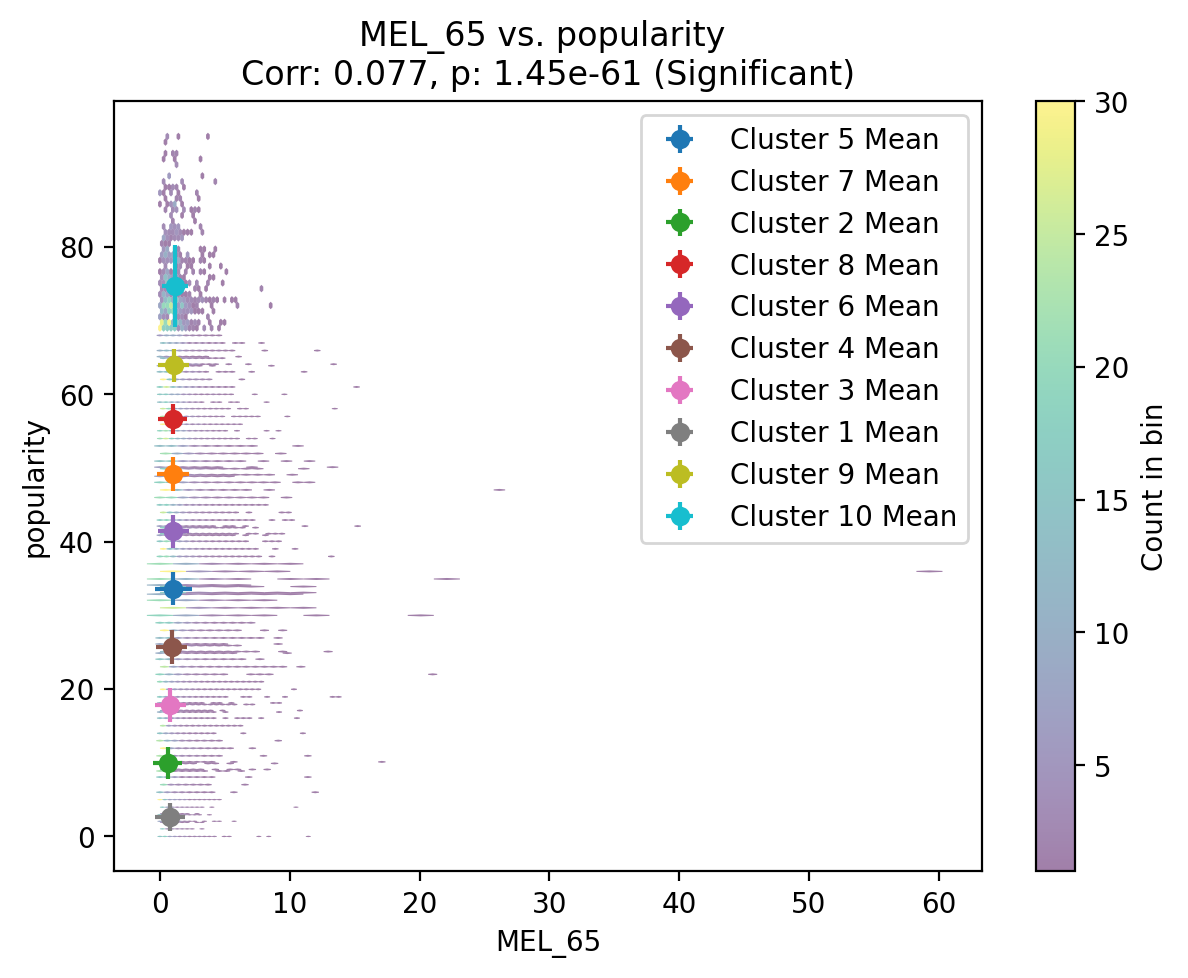 MEL_65 vs. popularity
Corr: 0.077, p: 1.45e-61 (Significant)
popularity
80
60
40
20
0
Cluster 5 Mean
Cluster 7 Mean
Cluster 2 Mean
Cluster 8 Mean
Cluster 6 Mean
Cluster 4 Mean
Cluster 3 Mean
Cluster 1 Mean
Cluster 9 Mean
Cluster 10 Mean
0 10 20 30 40 50 60
MEL_65
30
25
20
15
10
5
Count in bin